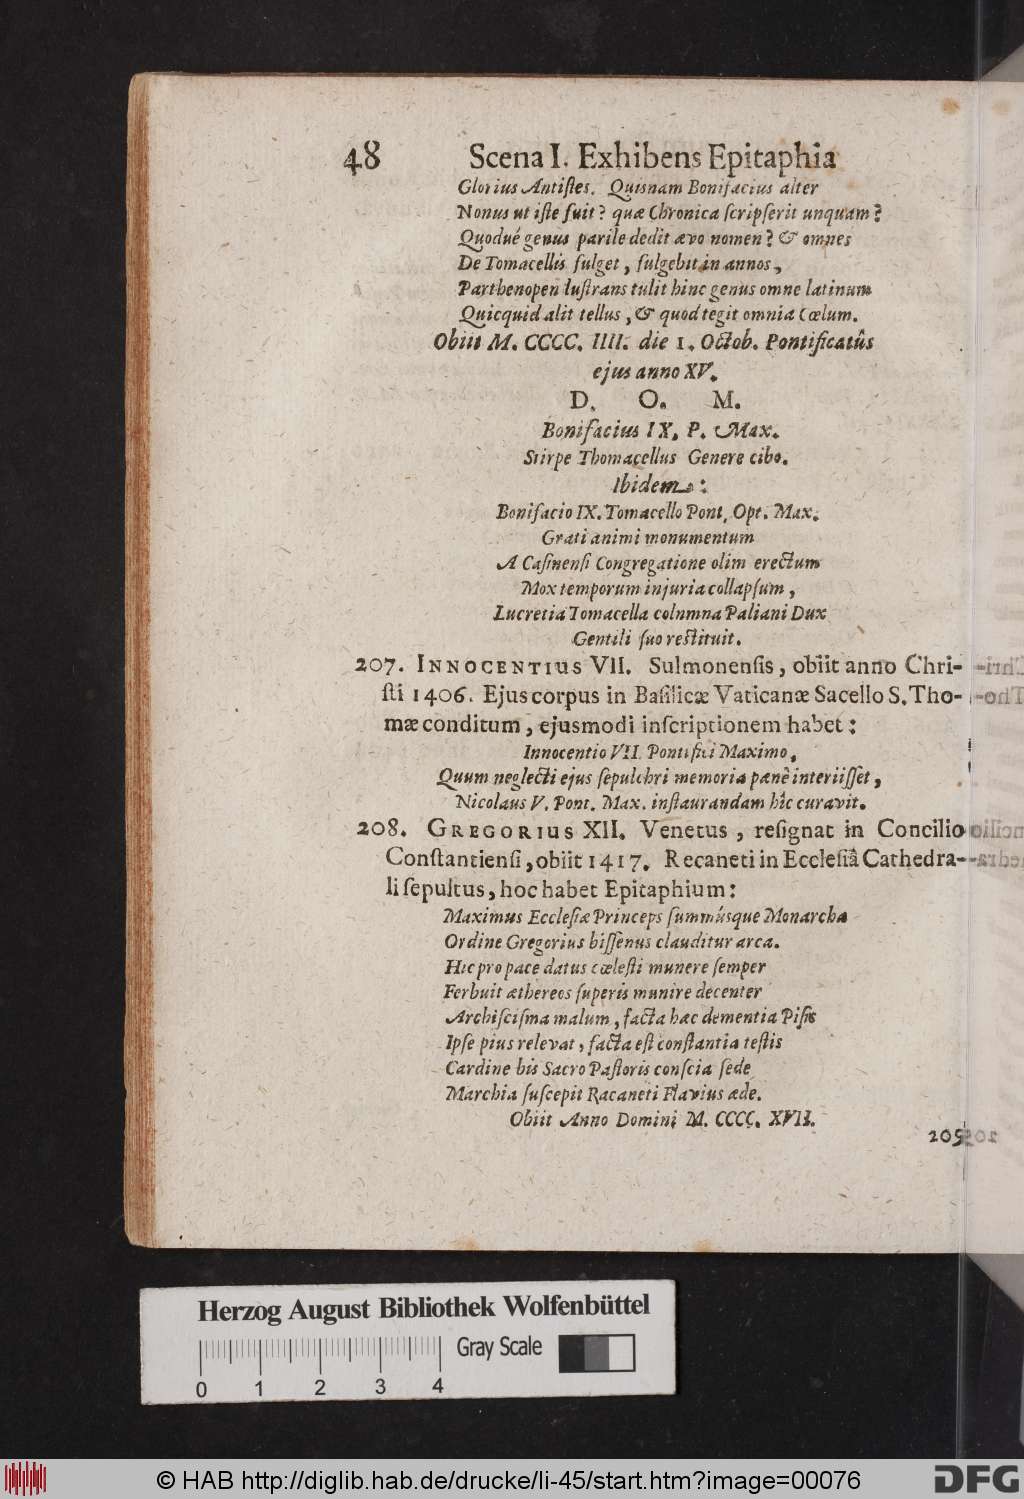 48 Scena I. Exhibens Epitaphia
Glorius Antiſtes. Quisnam Bonifacius alter
Nonus ut iſte fuit? quæ Chronica ſcripſerit unquam?
Quodué genus parile dedit ævo nomen? & omnes
De Tomacellis fulget, fulgebit in annos,
Parthenopen luſtrans tulit hinc genus omne latinum
Quicquid alit tellus, & quod tegit omnia Cœlum.
Obiit M. CCCC. IIII. die 1. Octob. Pontificatûs
ejus anno XV.
D. O. M.
Bonifacius IX. P. Max.
Stirpe Thomacellus Genere cibo.
Ibidem:
Bonifacio IX. Tomacello Pont. Opt. Max.
Grati animi monumentum
A Caſinenſi Congregatione olim erectum
Mox temporum injuria collapſum,
Lucretia Tomacella columna Paliani Dux
Gentili ſuo reſtituit.
207. INNOCENTIUS VII. Sulmonenſis, obiit anno Chri-
ſti 1406. Ejus corpus in Baſilicæ Vaticanæ Sacello S. Tho-
mæ conditum, ejusmodi inſcriptionem habet:
Innocentio VII. Pontifici Maximo,
Quum neglecti ejus ſepulchri memoria pænè interiiſſet,
Nicolaus V. Pont. Max. inſtaurandam hîc curavit.
208. GREGORIUS XII. Venetus, reſignat in Concilio
Conſtantienſi, obiit 1417. Recaneti in Eccleſiâ Cathedra-
li ſepultus, hoc habet Epitaphium:
Maximus Eccleſiæ Princeps ſummúsque Monarcha
Ordine Gregorius biſſenus clauditur arca.
Hic pro pace datus cœleſti munere ſemper
Ferbuit æthereos ſuperis munire decenter
Archiſciſma malum, facta hæc dementia Piſis
Ipſe pius relevat, facta eſt conſtantia teſtis
Cardine bis Sacro Paſtoris conſcia ſede
Marchia ſuſcepit Racaneti Flavius æde.
Obiit Anno Domini M. CCCC. XVII.
209
Herzog August Bibliothek Wolfenbüttel
Gray Scale
0 1 2 3 4
© HAB http://diglib.hab.de/drucke/li-45/start.htm?image=00076
DFG